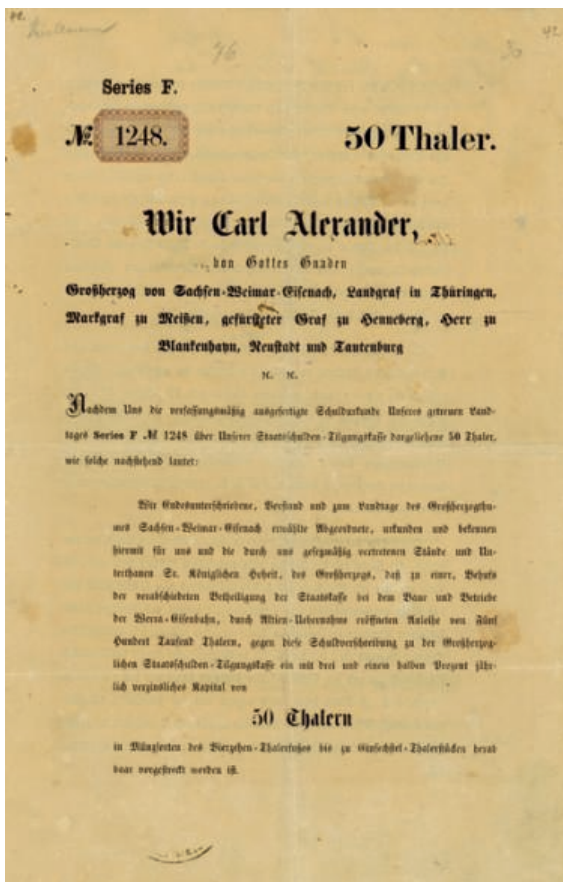 42.
46
42
Series F.
№ 1248.
50 Thaler.
Wir Carl Alexander,
von Gottes Gnaden
Großherzog von Sachsen-Weimar-Eisenach, Landgraf in Thüringen,
Markgraf zu Meißen, gefürsteter Graf zu Henneberg, Herr zu
Blankenhayn, Neustadt und Tautenburg
ꝛc. ꝛc.
Nachdem Uns die verfassungsmäßig ausgefertigte Schuldurkunde Unseres getreuen Land-
tages Series F № 1248 über Unserer Staatsschulden-Tilgungskasse dargeliehene 50 Thaler,
wie solche nachstehend lautet:
Wir Endesunterschriebene, Vorstand und zum Landtage des Großherzogthu-
mes Sachsen-Weimar-Eisenach erwählte Abgeordnete, urkunden und bekennen
hiermit für uns und die durch uns gesezmäßig vertretenen Stände und Un-
terthanen Sr. Königlichen Hoheit, des Großherzogs, daß zu einer, Behufs
der verabschiedeten Betheiligung der Staatskasse bei dem Baue und Betriebe
der Werra-Eisenbahn, durch Aktien-Uebernahme eröffneten Anleihe von Fünf
Hundert Tausend Thalern, gegen diese Schuldverschreibung zu der Großherzog-
lichen Staatsschulden-Tilgungskasse ein mit drei und einem halben Prozent jähr-
lich verzinsliches Kapital von
50 Thalern
in Münzsorten des Vierzehn-Thalerfußes bis zu Einsechstel-Thalerstücken herab
baar vorgestreckt worden ist.